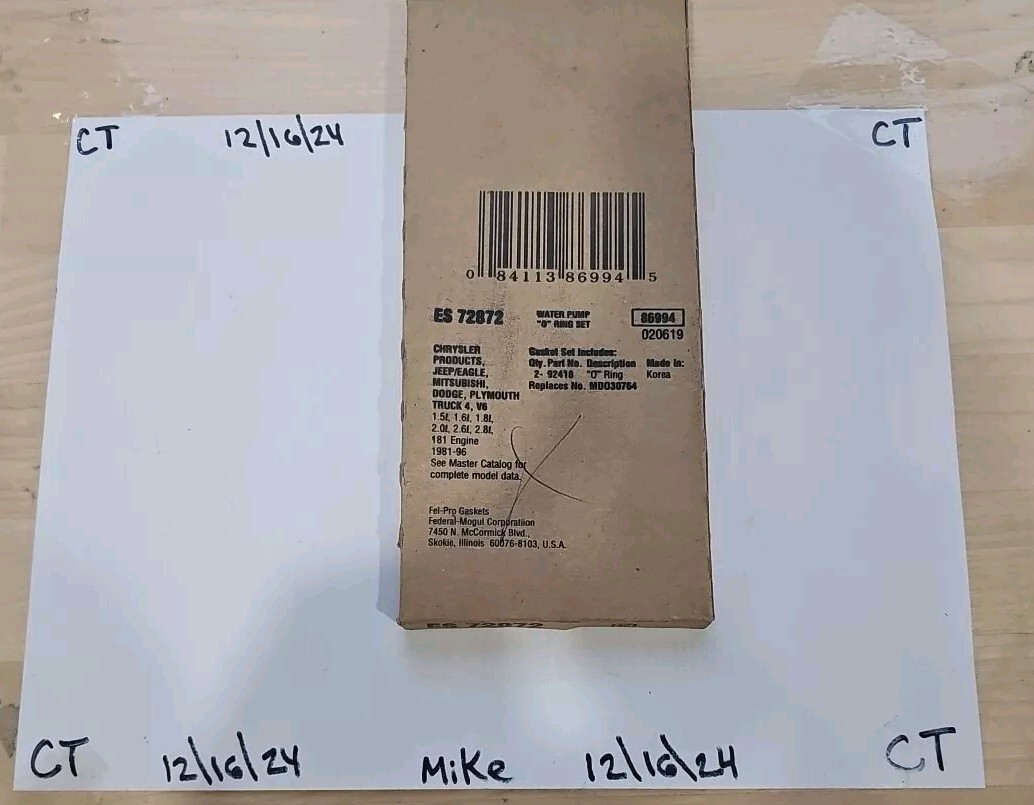 CT 12/16/24 CT
0 84113 86994 5
ES 72872 WATER PUMP 86994
"O" RING SET 020619
CHRYSLER
PRODUCTS,
JEEP/EAGLE,
MITSUBISHI,
DODGE, PLYMOUTH
TRUCK 4, V6
1.5l, 1.6l, 1.8l,
2.0l, 2.6l, 2.8l,
181 Engine
1981-96
See Master Catalog for
complete model data.
Gasket Set Includes:
Qty. Part No. Description Made in:
2- 92418 "O" Ring Korea
Replaces No. MD030764
Fel-Pro Gaskets
Federal-Mogul Corporatiion
7450 N. McCormick Blvd.,
Skokie, Illinois 60076-8103, U.S.A.
ES 72872
CT 12/16/24 MiKe 12/16/24 CT